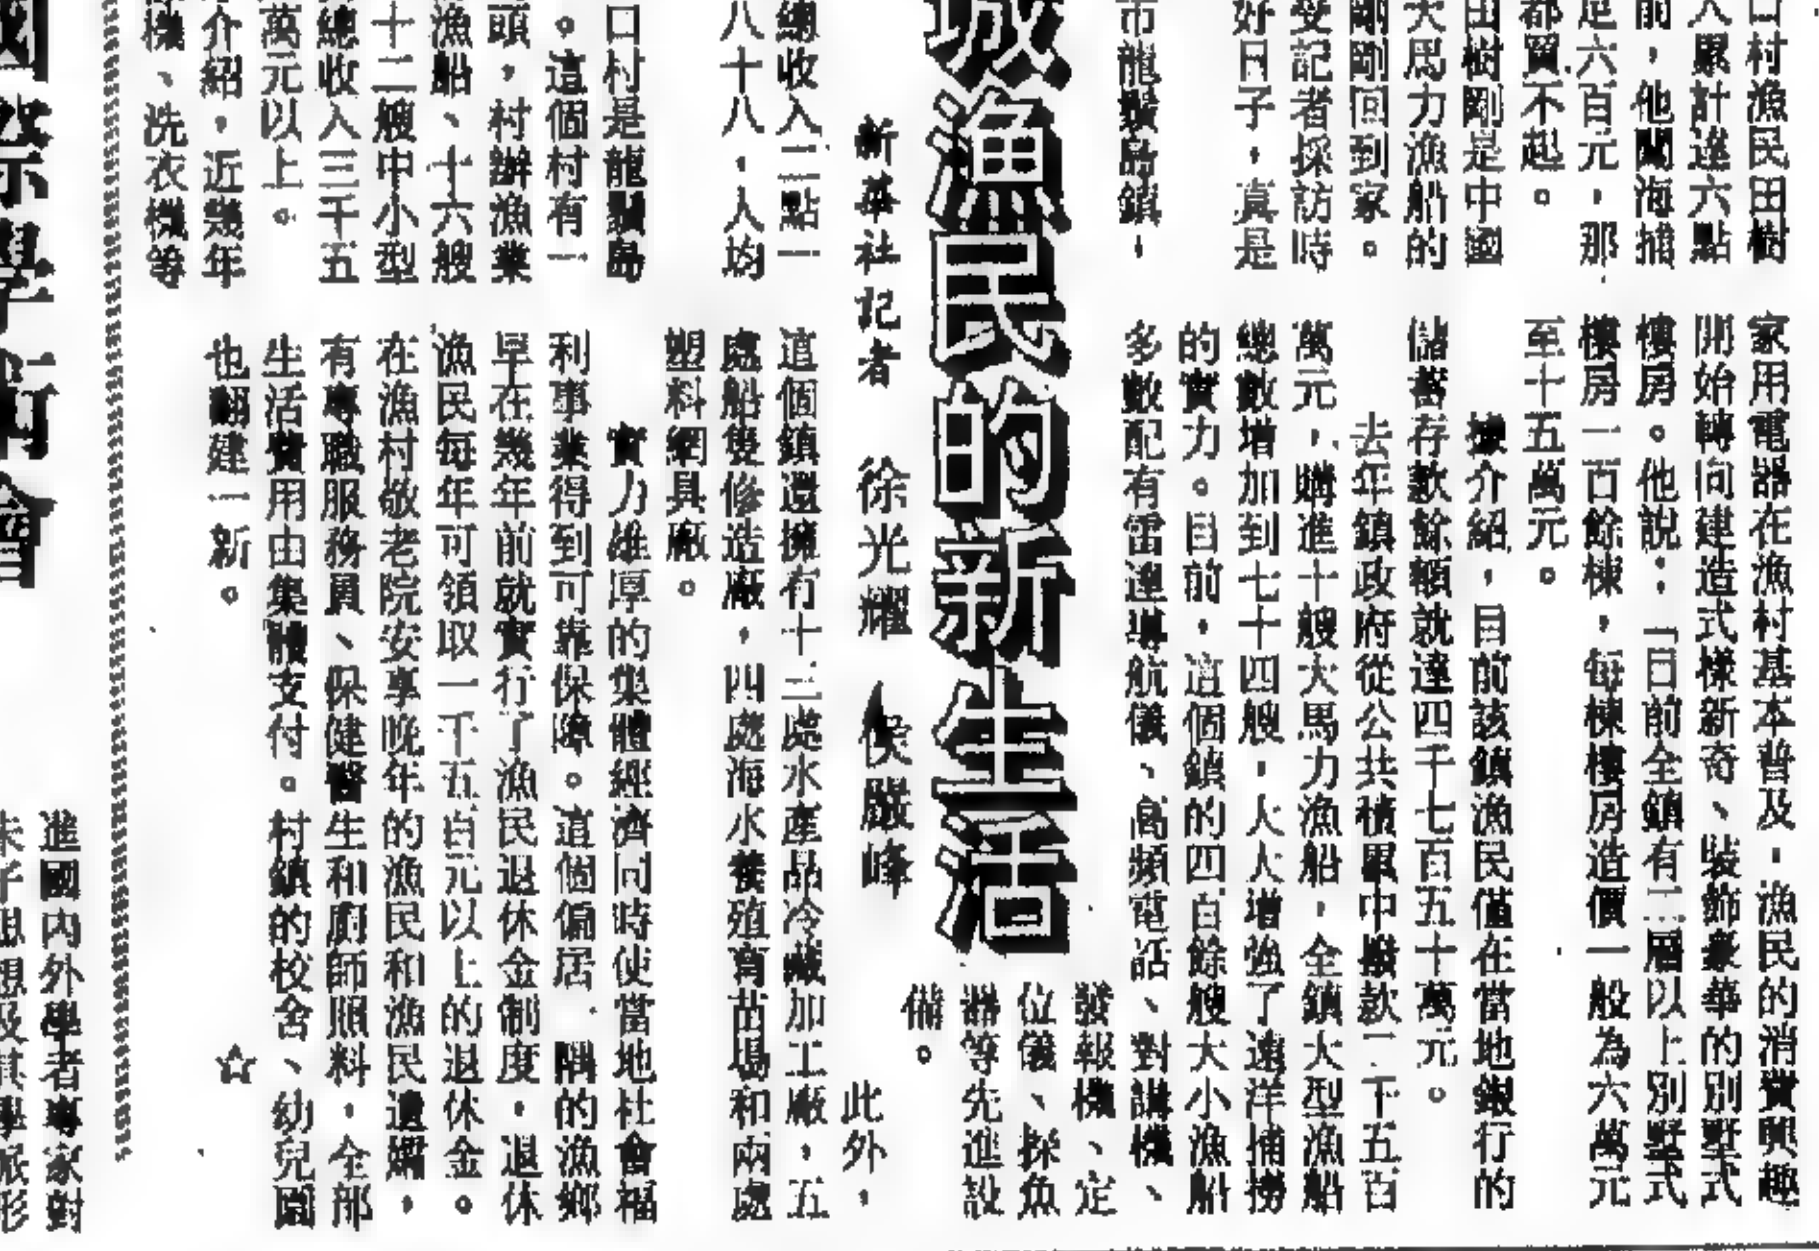 城漁民的新生活
新華社記者 徐光耀 侯嚴峰
口村漁民田樹
入累計達六點
前，他闖海捕
足六百元，那
都買不起。
田樹剛是中國
大馬力漁船的
剛剛回到家。
受記者採訪時
好日子，真是
市龍鬚島鎮，
總收入二點一
八十八，人均
口村是龍鬚島
。這個村有一
頭，村辦漁業
漁船、十六艘
十二艘中小型
總收入三千五
萬元以上。
介紹，近幾年
機、洗衣機等
家用電器在漁村基本普及，漁民的消費興趣
開始轉向建造式樣新奇、裝飾豪華的別墅式
樓房。他說：「目前全鎮有二層以上別墅式
樓房一百餘棟，每棟樓房造價一般為六萬元
至十五萬元。
據介紹，目前該鎮漁民僅在當地銀行的
儲蓄存款餘額就達四千七百五十萬元。
去年鎮政府從公共積累中撥款二千五百
萬元，購進十艘大馬力漁船，全鎮大型漁船
總數增加到七十四艘，大大增強了遠洋捕撈
的實力。目前，這個鎮的四百餘艘大小漁船
多數配有雷達導航儀、高頻電話、對講機、
發報機、定
位儀、探魚
器等先進設
備。
此外，
這個鎮還擁有十三處水產品冷藏加工廠，五
處船隻修造廠，四處海水養殖育苗場和兩處
塑料網具廠。
實力雄厚的集體經濟同時使當地社會福
利事業得到可靠保障。這個偏居一隅的漁鄉
早在幾年前就實行了漁民退休金制度，退休
漁民每年可領取一千五百元以上的退休金。
在漁村敬老院安享晚年的漁民和漁民遺孀，
有專職服務員、保健醫生和廚師照料，全部
生活費用由集體支付。村鎮的校舍、幼兒園
也翻建一新。 ☆
國際學術會
進國內外學者專家對
朱子思想及其學派形